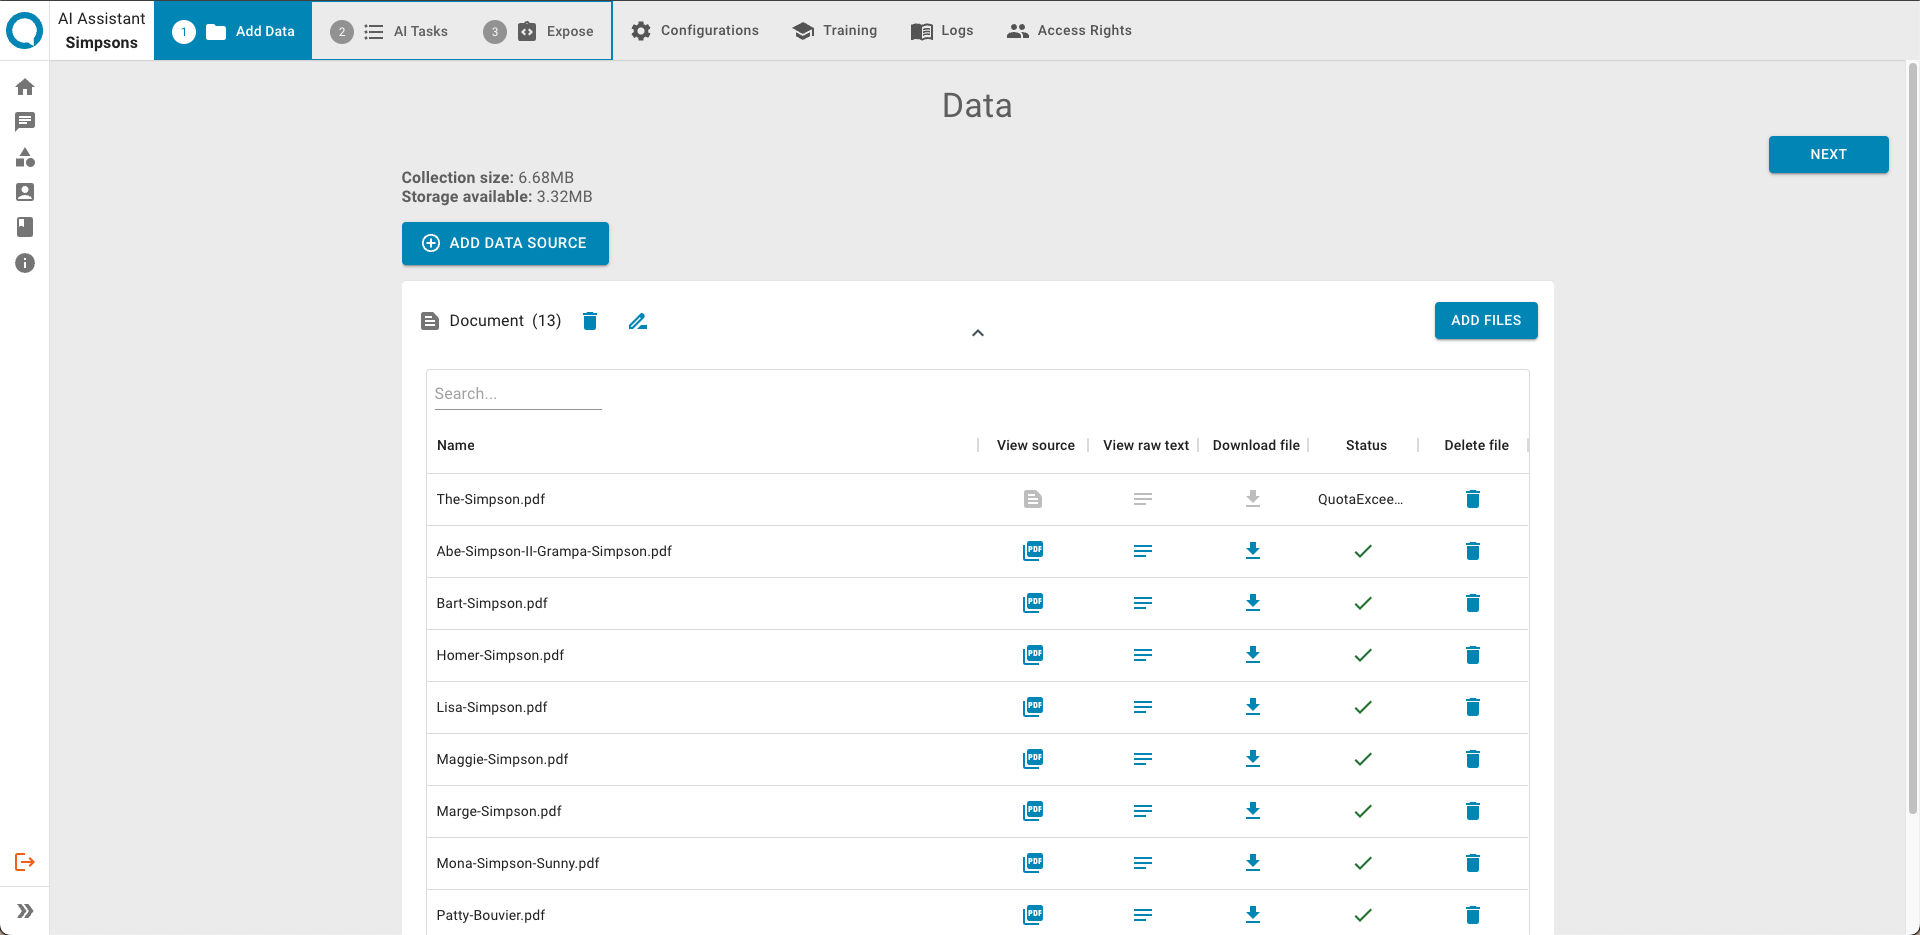 AI Assistant
Simpsons
1 Add Data
2 AI Tasks
3 Expose
Configurations
Training
Logs
Access Rights
Data
NEXT
Collection size: 6.68MB
Storage available: 3.32MB
ADD DATA SOURCE
Document (13)
ADD FILES
Search...
Name View source View raw text Download file Status Delete file
The-Simpson.pdf QuotaExcee...
Abe-Simpson-II-Grampa-Simpson.pdf PDF
Bart-Simpson.pdf PDF
Homer-Simpson.pdf PDF
Lisa-Simpson.pdf PDF
Maggie-Simpson.pdf PDF
Marge-Simpson.pdf PDF
Mona-Simpson-Sunny.pdf PDF
Patty-Bouvier.pdf PDF